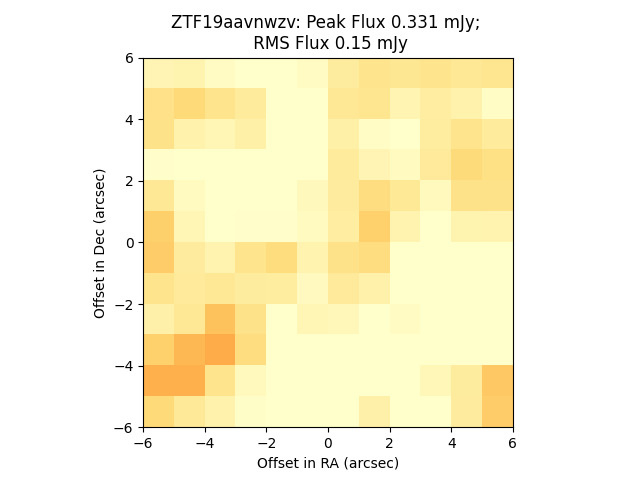 ZTF19aavnwzv: Peak Flux 0.331 mJy;
RMS Flux 0.15 mJy
6
4
2
0
−2
−4
−6
Offset in Dec (arcsec)
−6 −4 −2 0 2 4 6
Offset in RA (arcsec)